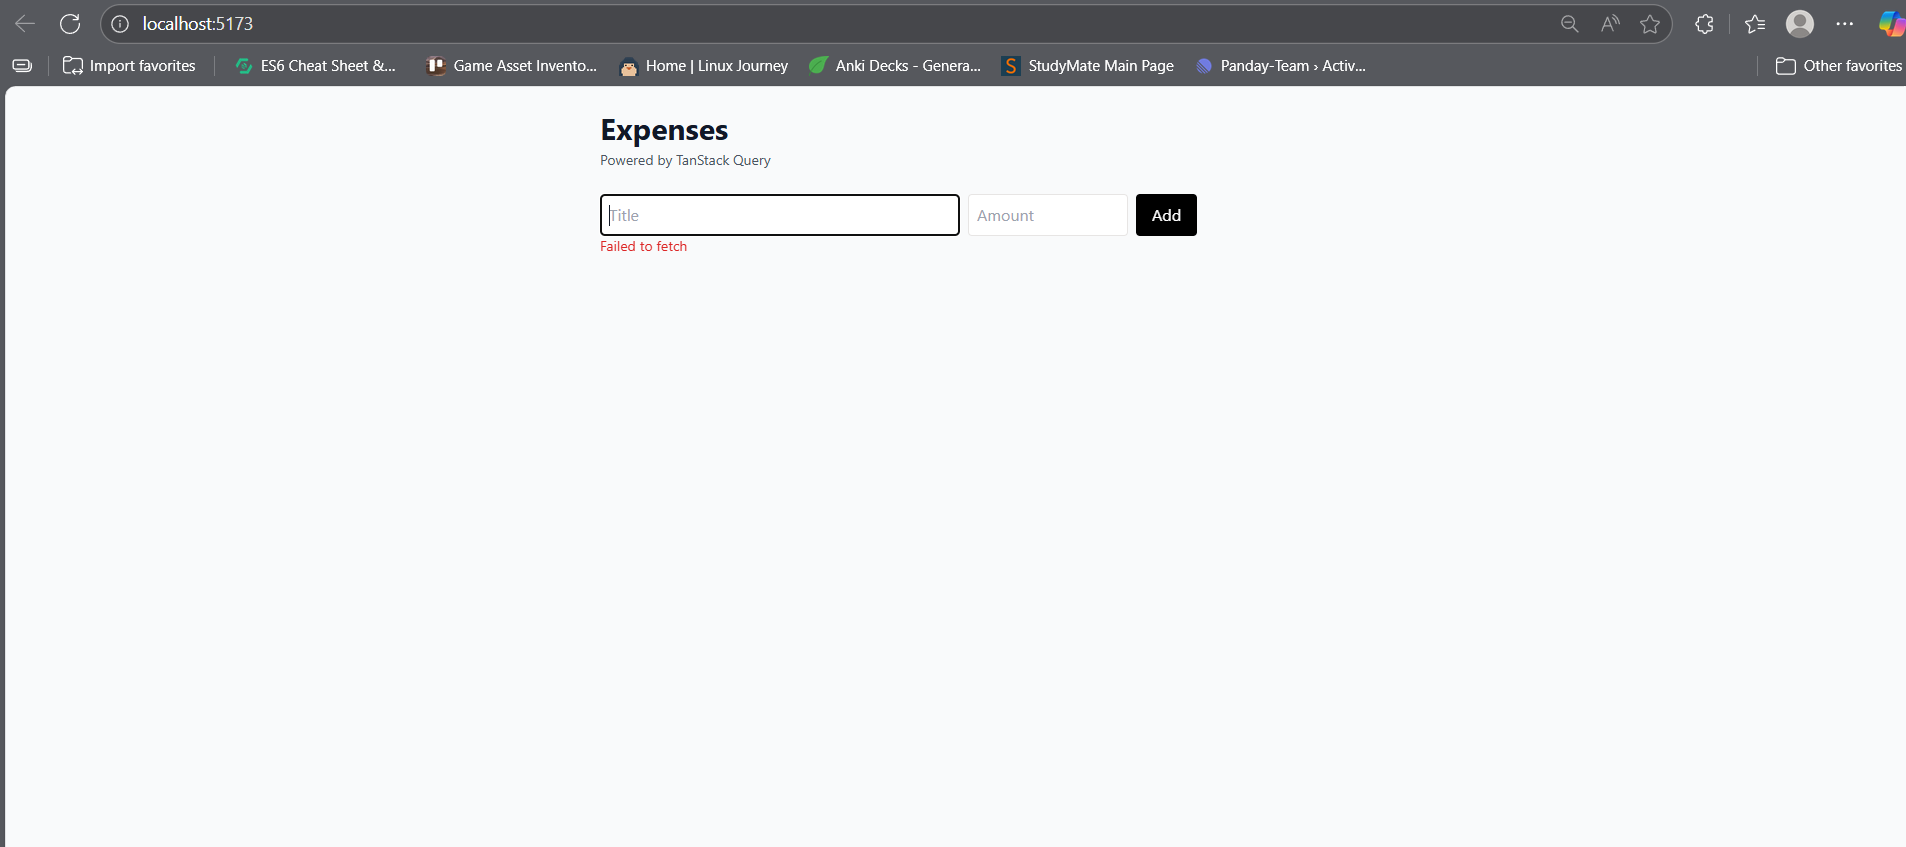 localhost:5173
Import favorites
ES6 Cheat Sheet &...
Game Asset Invento...
Home | Linux Journey
Anki Decks - Genera...
StudyMate Main Page
Panday-Team › Activ...
Other favorites
Expenses
Powered by TanStack Query
Title
Amount
Add
Failed to fetch